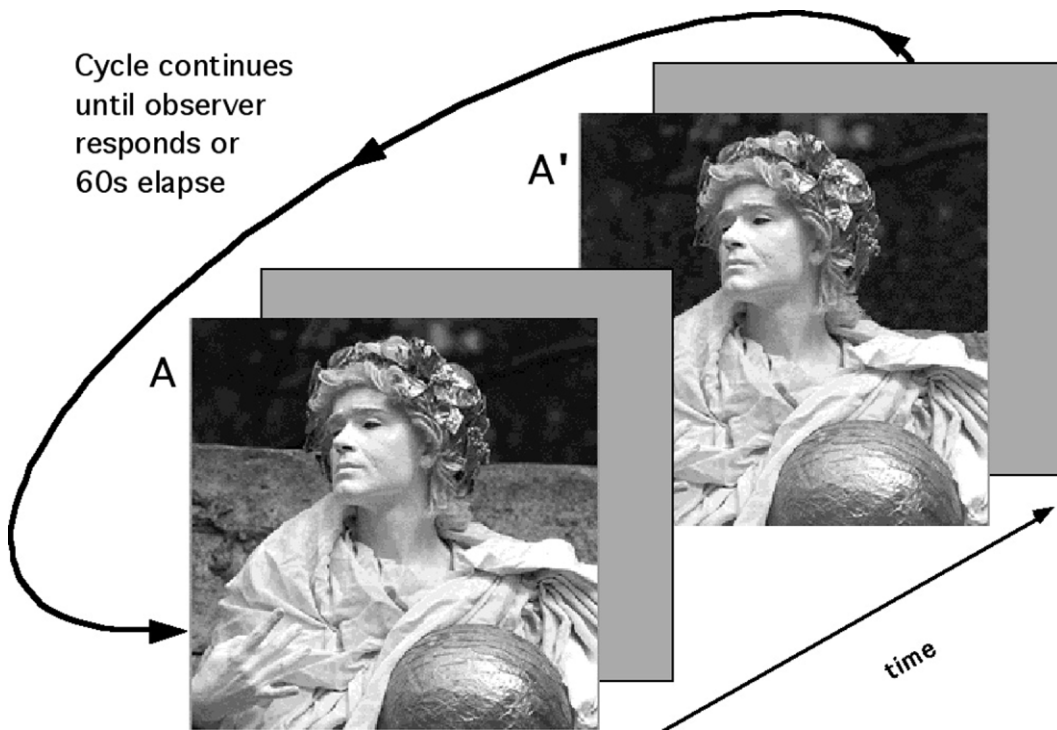 Cycle continues
until observer
responds or
60s elapse
A'
A
time